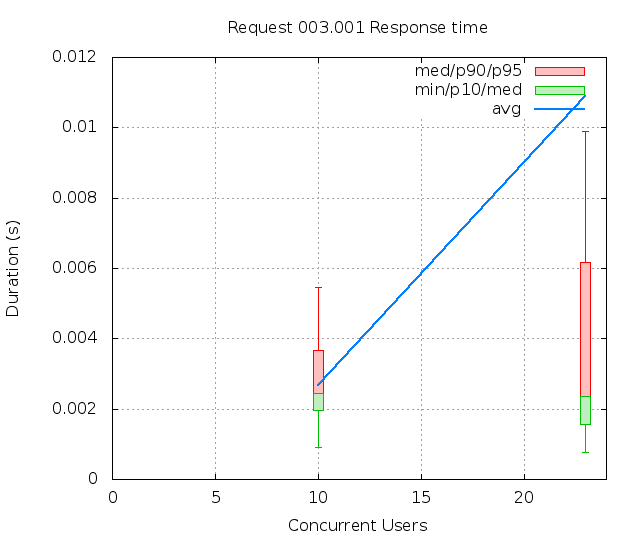 Request 003.001 Response time
0.012
0.01
0.008
0.006
0.004
0.002
0
Duration (s)
med/p90/p95
min/p10/med
avg
0 5 10 15 20
Concurrent Users